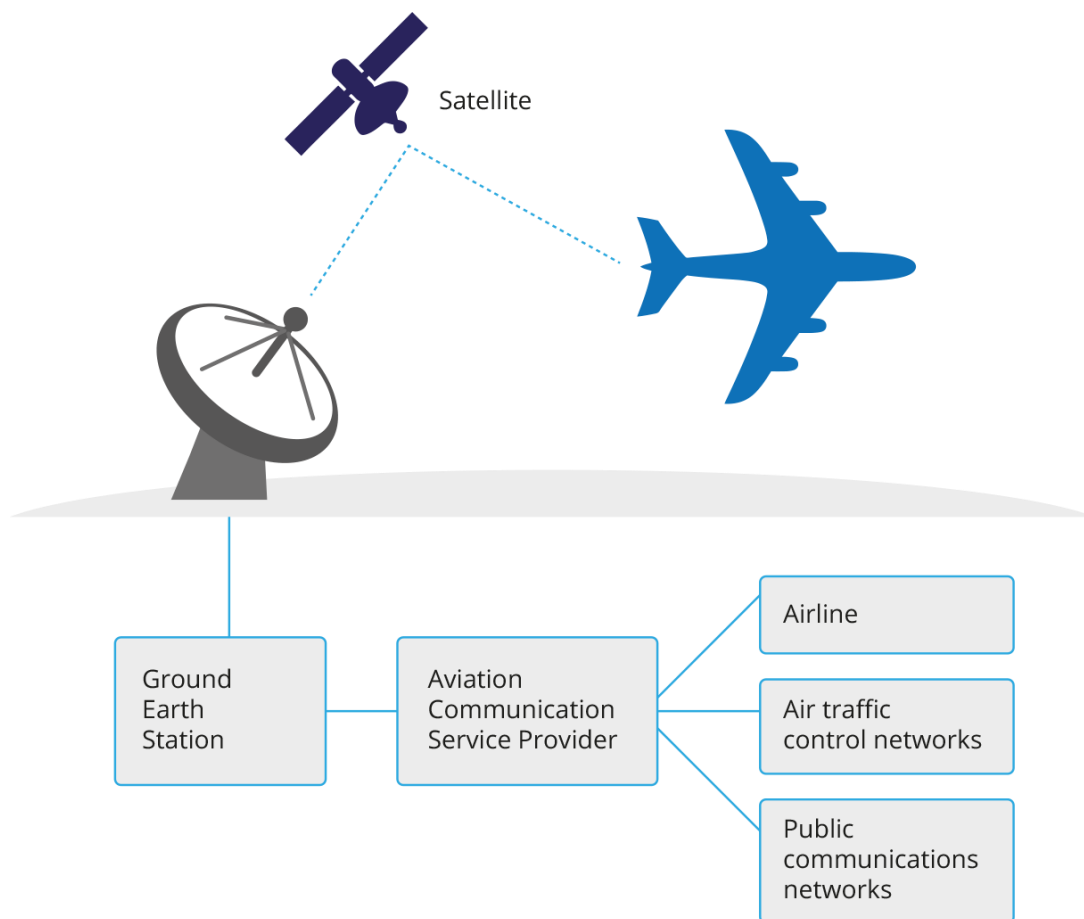 Satellite
Ground
Earth
Station
Aviation
Communication
Service Provider
Airline
Air traffic
control networks
Public
communications
networks